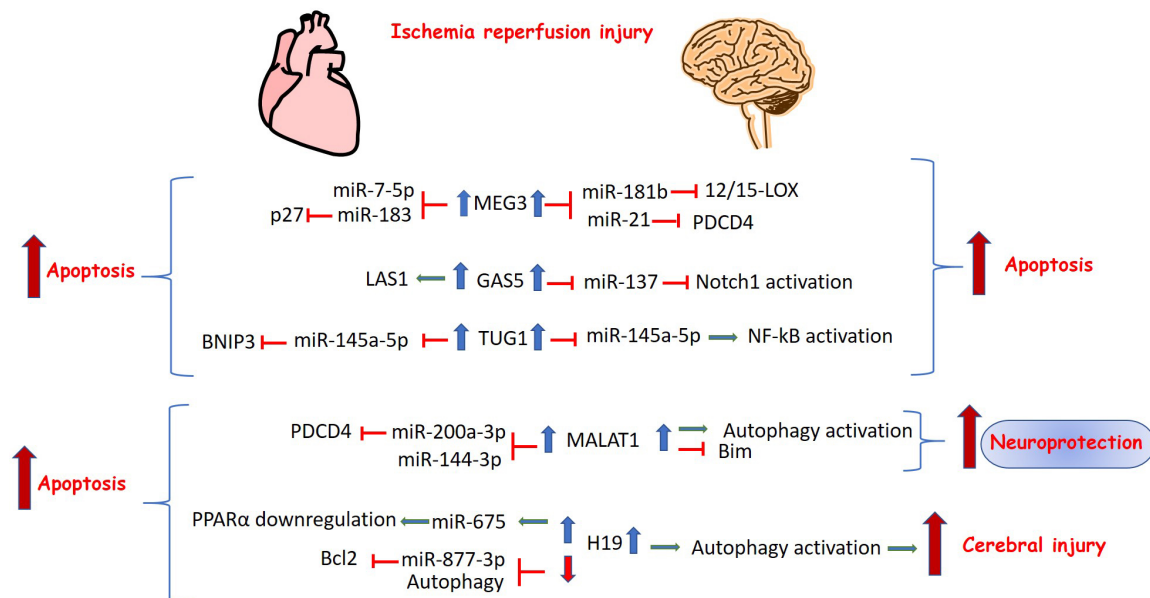 Ischemia reperfusion injury
miR-7-5p
p27 miR-183
MEG3
miR-181b 12/15-LOX
miR-21 PDCD4
Apoptosis
LAS1 GAS5 miR-137 Notch1 activation
Apoptosis
BNIP3 miR-145a-5p TUG1 miR-145a-5p NF-kB activation
PDCD4 miR-200a-3p
miR-144-3p
MALAT1
Autophagy activation
Bim
Neuroprotection
Apoptosis
PPARα downregulation miR-675
H19 Autophagy activation Cerebral injury
Bcl2 miR-877-3p
Autophagy